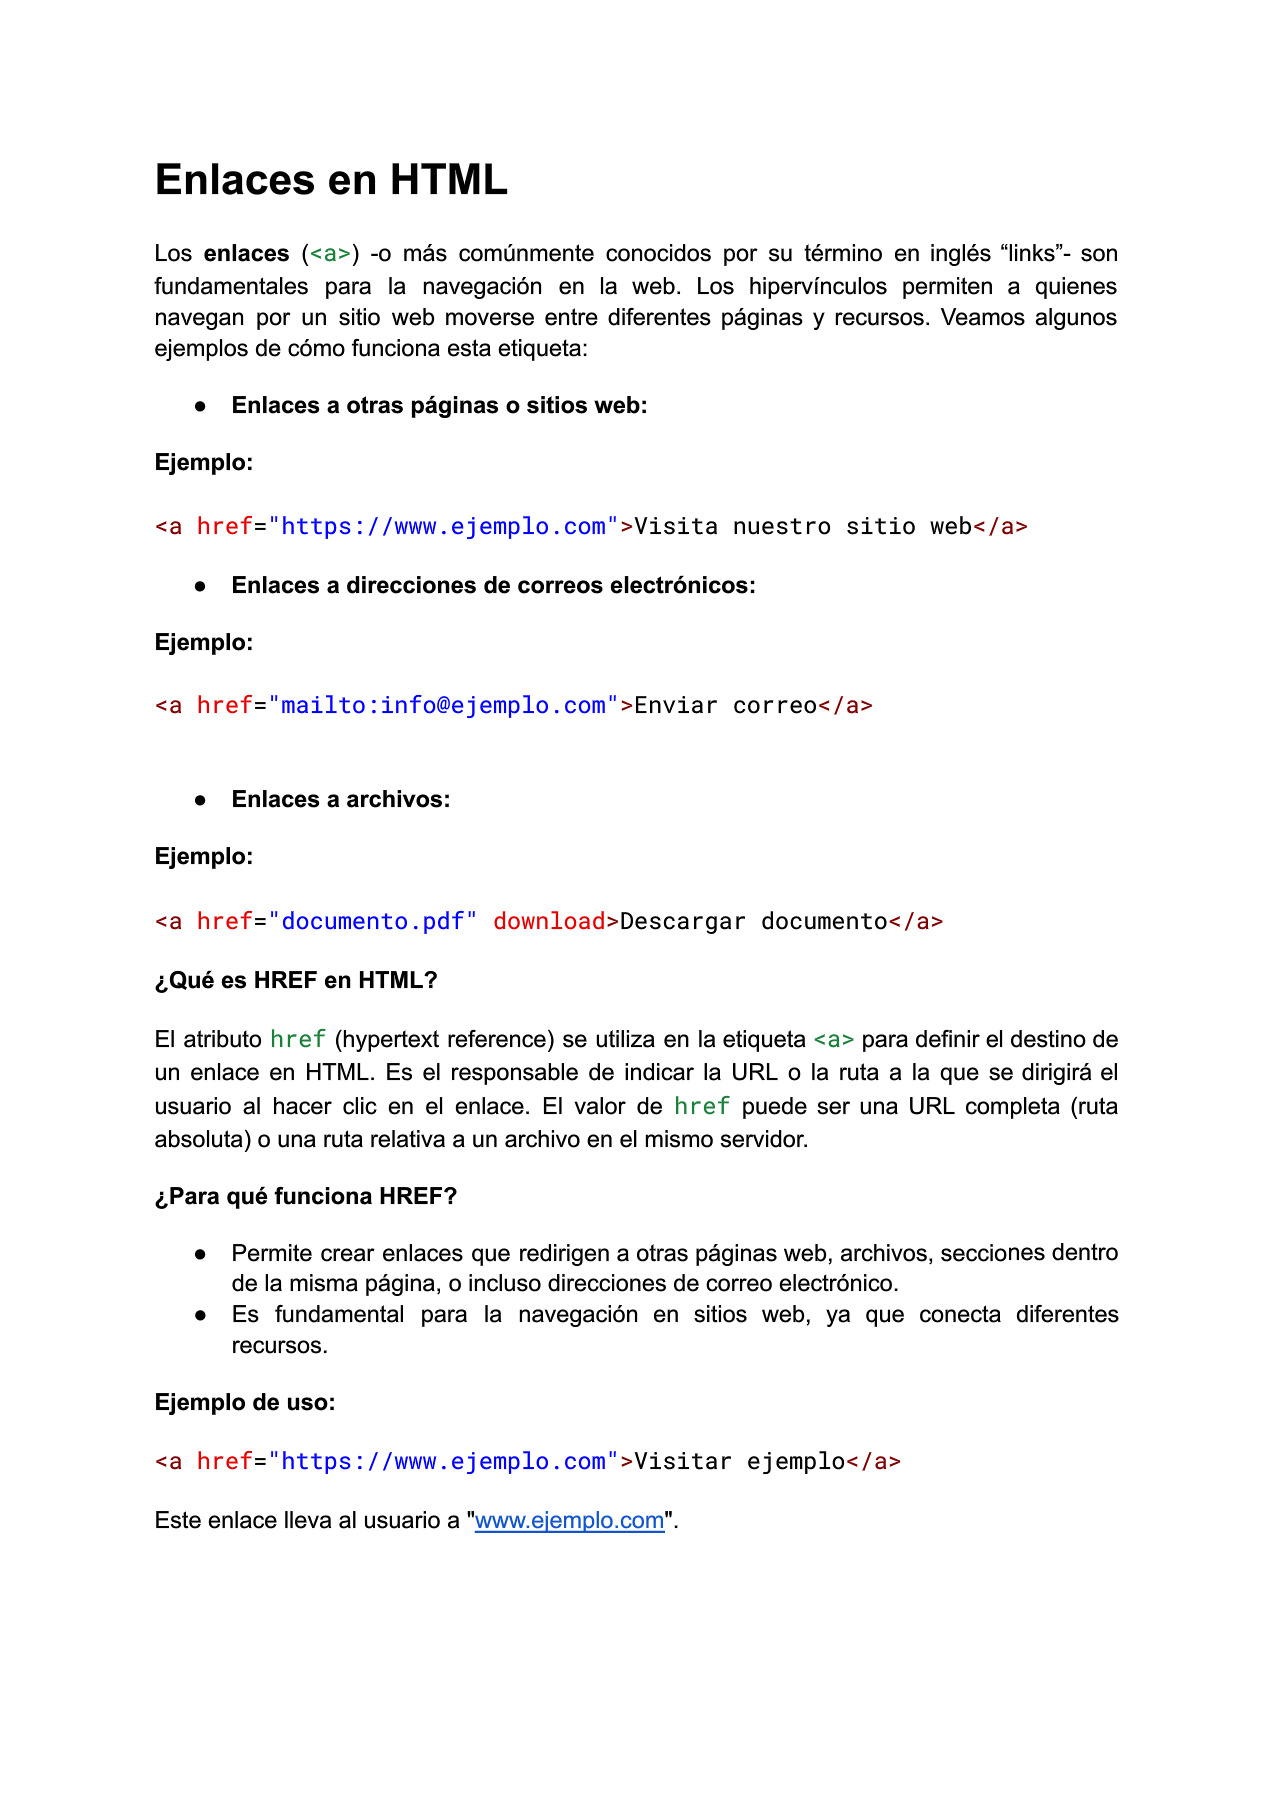 Enlaces en HTML
Los enlaces (<a>) -o más comúnmente conocidos por su término en inglés “links”- son
fundamentales para la navegación en la web. Los hipervínculos permiten a quienes
navegan por un sitio web moverse entre diferentes páginas y recursos. Veamos algunos
ejemplos de cómo funciona esta etiqueta:
● Enlaces a otras páginas o sitios web:
Ejemplo:
<a href="https://www.ejemplo.com">Visita nuestro sitio web</a>
● Enlaces a direcciones de correos electrónicos:
Ejemplo:
<a href="mailto:info@ejemplo.com">Enviar correo</a>
● Enlaces a archivos:
Ejemplo:
<a href="documento.pdf" download>Descargar documento</a>
¿Qué es HREF en HTML?
El atributo href (hypertext reference) se utiliza en la etiqueta <a> para definir el destino de
un enlace en HTML. Es el responsable de indicar la URL o la ruta a la que se dirigirá el
usuario al hacer clic en el enlace. El valor de href puede ser una URL completa (ruta
absoluta) o una ruta relativa a un archivo en el mismo servidor.
¿Para qué funciona HREF?
● Permite crear enlaces que redirigen a otras páginas web, archivos, secciones dentro
de la misma página, o incluso direcciones de correo electrónico.
● Es fundamental para la navegación en sitios web, ya que conecta diferentes
recursos.
Ejemplo de uso:
<a href="https://www.ejemplo.com">Visitar ejemplo</a>
Este enlace lleva al usuario a "www.ejemplo.com".